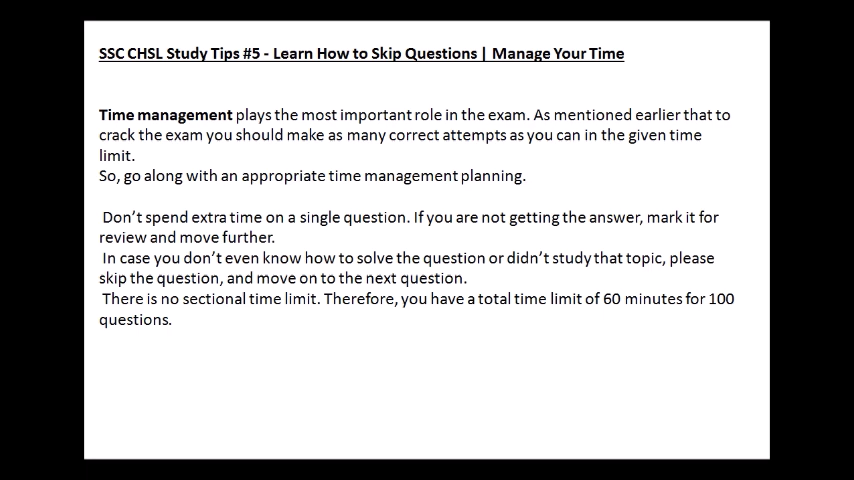 SSC CHSL Study Tips #5 - Learn How to Skip Questions | Manage Your Time
Time management plays the most important role in the exam. As mentioned earlier that to
crack the exam you should make as many correct attempts as you can in the given time
limit.
So, go along with an appropriate time management planning.
Don’t spend extra time on a single question. If you are not getting the answer, mark it for
review and move further.
In case you don’t even know how to solve the question or didn’t study that topic, please
skip the question, and move on to the next question.
There is no sectional time limit. Therefore, you have a total time limit of 60 minutes for 100
questions.